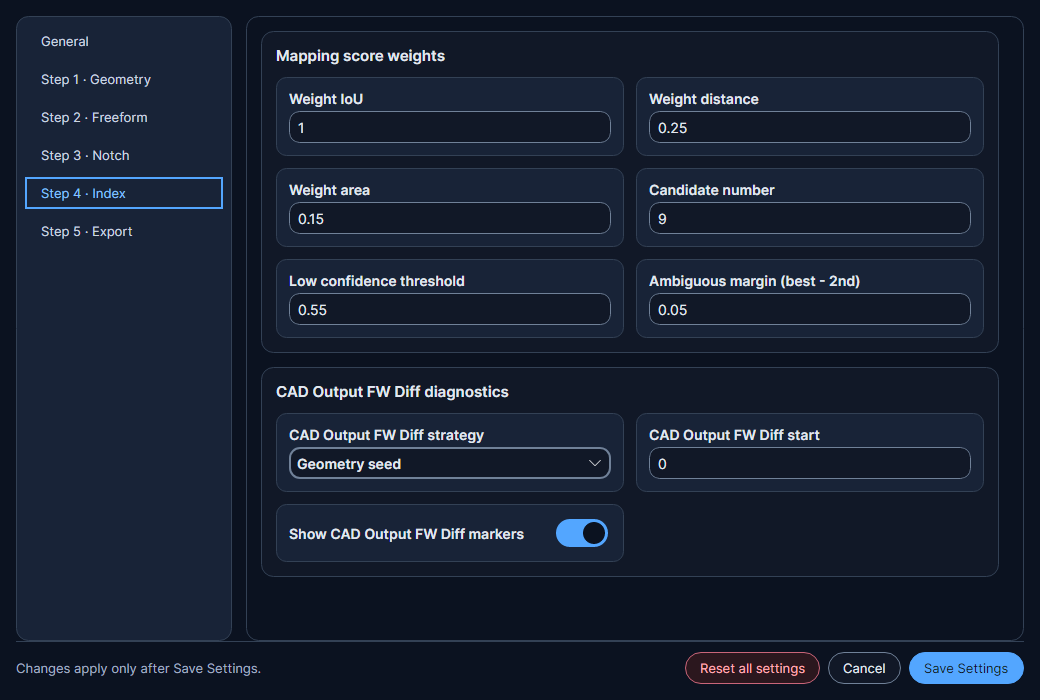 General
Step 1 · Geometry
Step 2 · Freeform
Step 3 · Notch
Step 4 · Index
Step 5 · Export
Mapping score weights
Weight IoU
1
Weight distance
0.25
Weight area
0.15
Candidate number
9
Low confidence threshold
0.55
Ambiguous margin (best - 2nd)
0.05
CAD Output FW Diff diagnostics
CAD Output FW Diff strategy
Geometry seed
CAD Output FW Diff start
0
Show CAD Output FW Diff markers
Changes apply only after Save Settings.
Reset all settings
Cancel
Save Settings